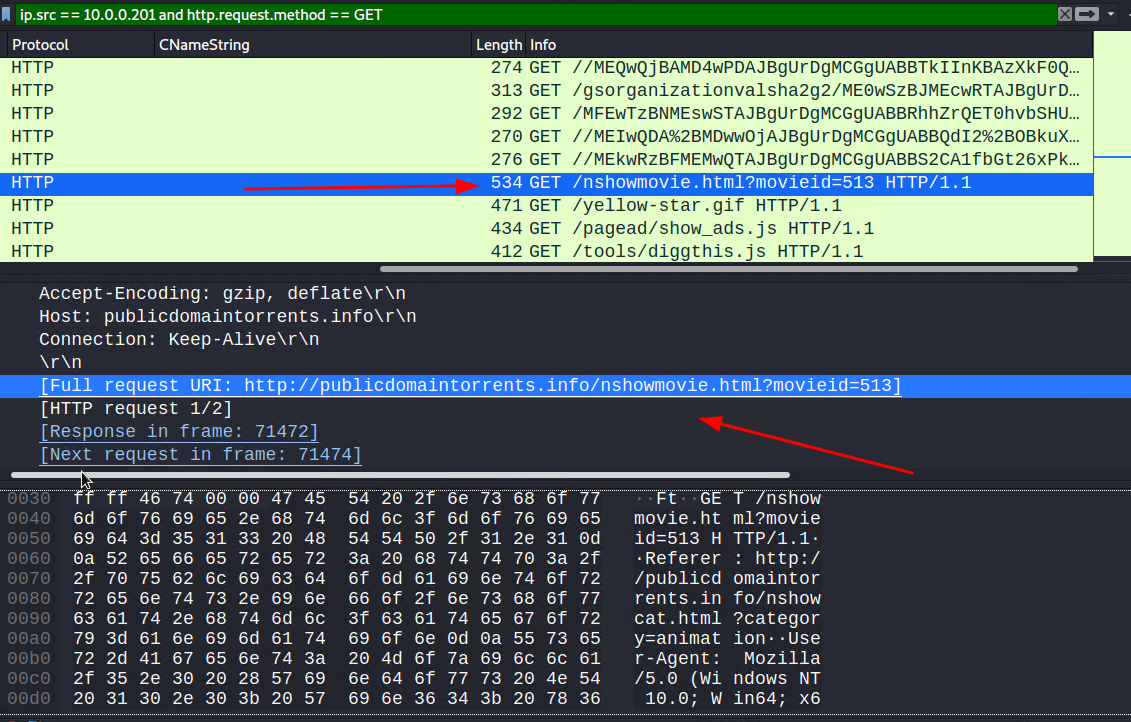 ip.src == 10.0.0.201 and http.request.method == GET
Protocol CNameString Length Info
HTTP 274 GET //MEQwQjBAMD4wPDAJBgUrDgMCGgUABBTkIInKBAzXkF0Q…
HTTP 313 GET /gsorganizationvalsha2g2/ME0wSzBJMEcwRTAJBgUrD…
HTTP 292 GET /MFEwTzBNMEswSTAJBgUrDgMCGgUABBRhhZrQET0hvbSHU…
HTTP 270 GET //MEIwQDA%2BMDwwOjAJBgUrDgMCGgUABBQdI2%2BOBkuX…
HTTP 276 GET //MEkwRzBFMEMwQTAJBgUrDgMCGgUABBS2CA1fbGt26xPk…
HTTP 534 GET /nshowmovie.html?movieid=513 HTTP/1.1
HTTP 471 GET /yellow-star.gif HTTP/1.1
HTTP 434 GET /pagead/show_ads.js HTTP/1.1
HTTP 412 GET /tools/diggthis.js HTTP/1.1
Accept-Encoding: gzip, deflate\r\n
Host: publicdomaintorrents.info\r\n
Connection: Keep-Alive\r\n
\r\n
[Full request URI: http://publicdomaintorrents.info/nshowmovie.html?movieid=513]
[HTTP request 1/2]
[Response in frame: 71472]
[Next request in frame: 71474]
0030 ff ff 46 74 00 00 47 45 54 20 2f 6e 73 68 6f 77 ··Ft··GE T /nshow
0040 6d 6f 76 69 65 2e 68 74 6d 6c 3f 6d 6f 76 69 65 movie.ht ml?movie
0050 69 64 3d 35 31 33 20 48 54 54 50 2f 31 2e 31 0d id=513 H TTP/1.1·
0060 0a 52 65 66 65 72 65 72 3a 20 68 74 74 70 3a 2f ·Referer : http:/
0070 2f 70 75 62 6c 69 63 64 6f 6d 61 69 6e 74 6f 72 /publicd omaintor
0080 72 65 6e 74 73 2e 69 6e 66 6f 2f 6e 73 68 6f 77 rents.in fo/nshow
0090 63 61 74 2e 68 74 6d 6c 3f 63 61 74 65 67 6f 72 cat.html ?categor
00a0 79 3d 61 6e 69 6d 61 74 69 6f 6e 0d 0a 55 73 65 y=animat ion··Use
00b0 72 2d 41 67 65 6e 74 3a 20 4d 6f 7a 69 6c 6c 61 r-Agent: Mozilla
00c0 2f 35 2e 30 20 28 57 69 6e 64 6f 77 73 20 4e 54 /5.0 (Wi ndows NT
00d0 20 31 30 2e 30 3b 20 57 69 6e 36 34 3b 20 78 36 10.0; W in64; x6